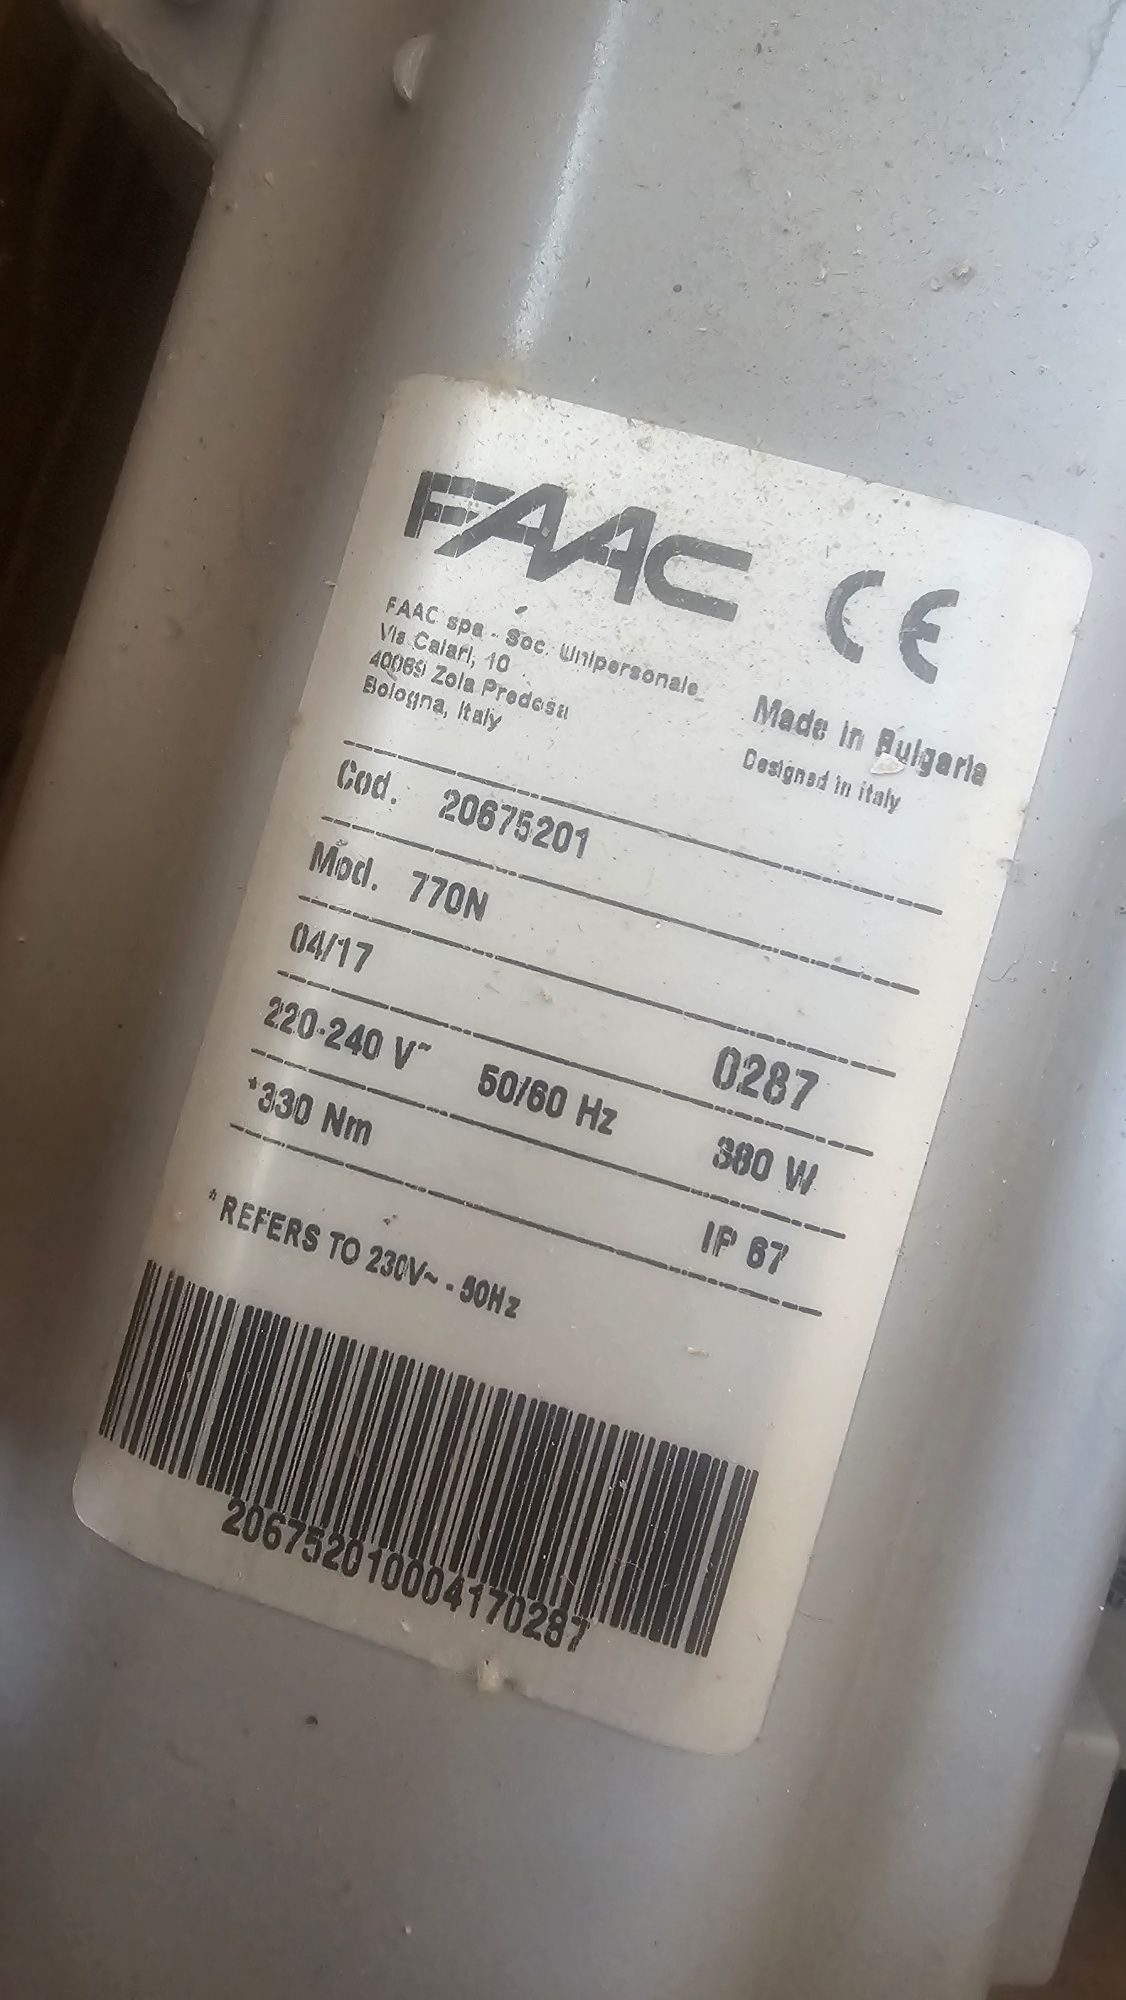 FAAC CE
FAAC spa - Soc. Unipersonale
Via Calari, 10
40069 Zola Predosa
Bologna, Italy
Made in Bulgaria
Designed in Italy
Cod. 20675201
Mod. 770N
04/17 0287
220-240 V~ 50/60 Hz 380 W
*330 Nm IP 67
* REFERS TO 230V~ - 50Hz
206752010004170287